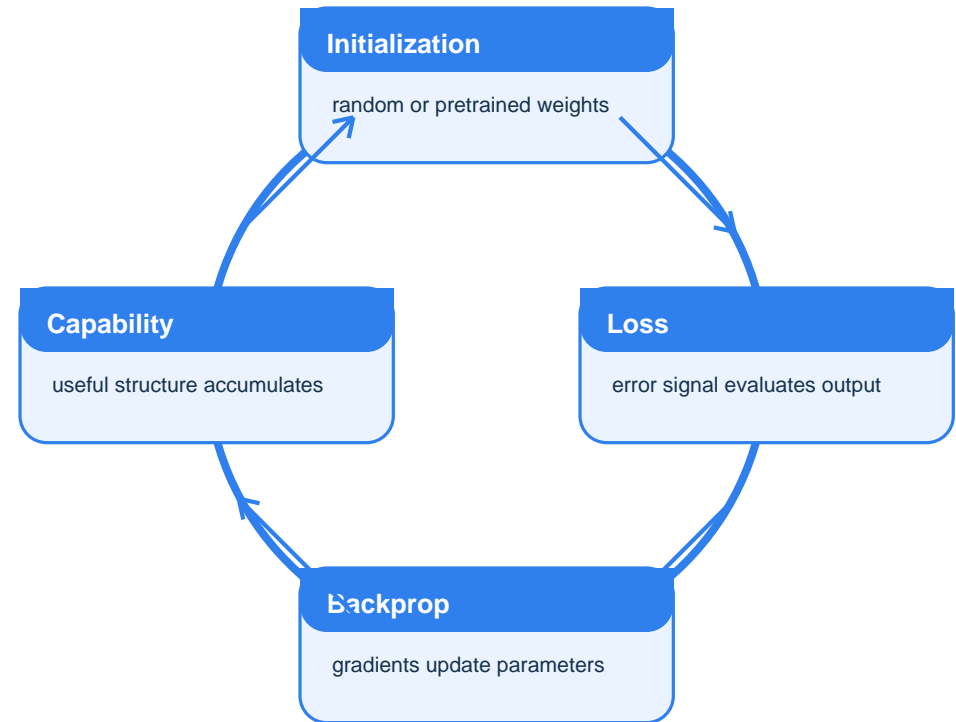 Initialization
random or pretrained weights
Capability
useful structure accumulates
Loss
error signal evaluates output
Backprop
gradients update parameters